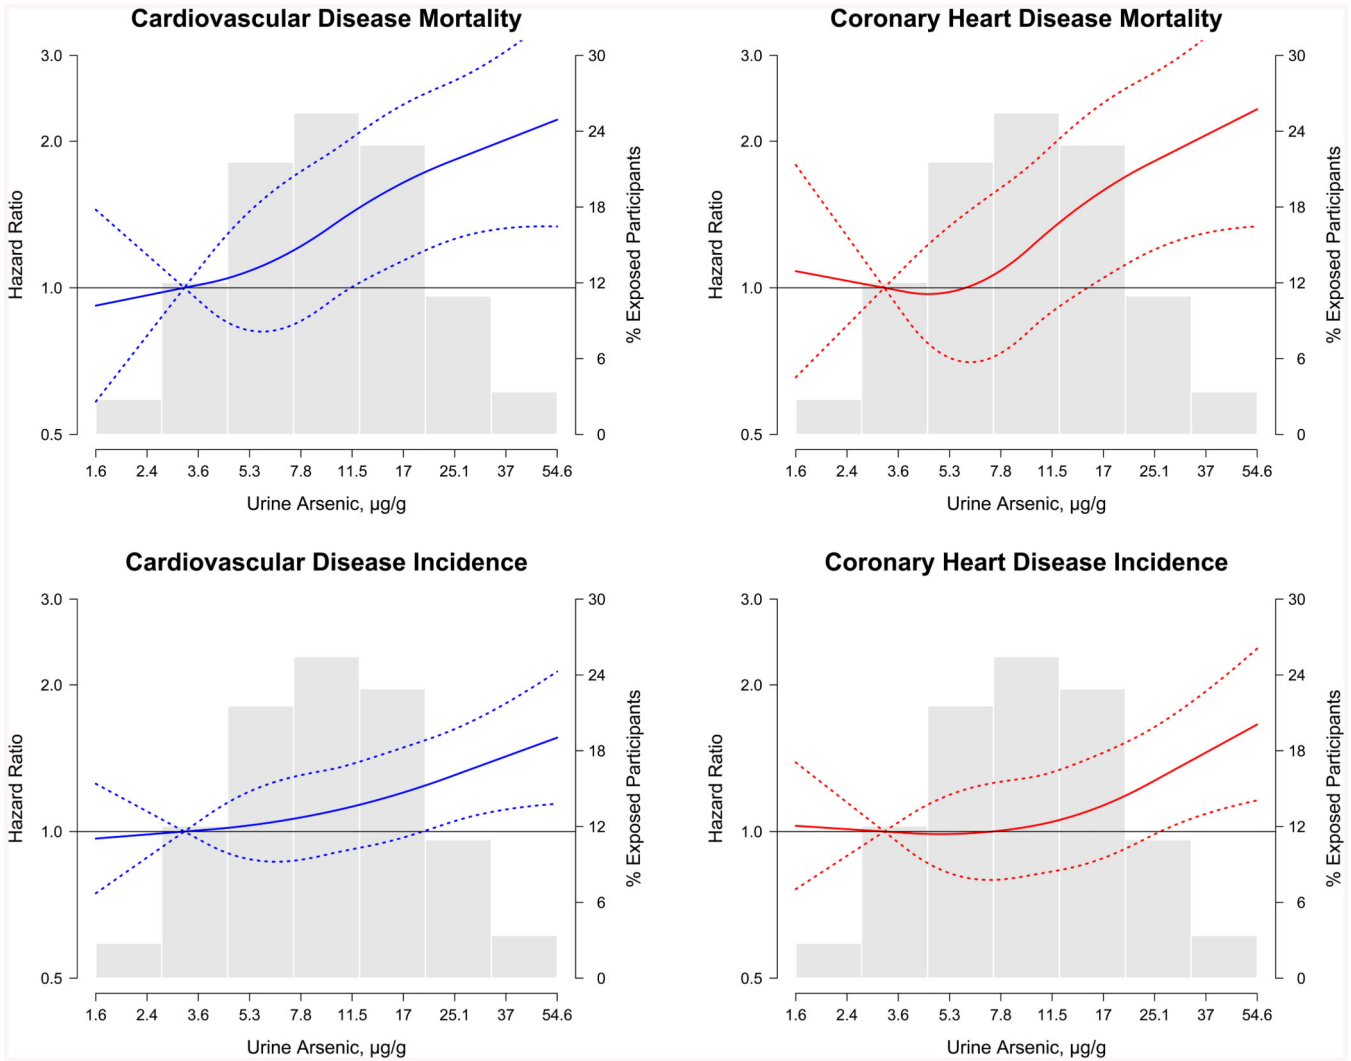 Cardiovascular Disease Mortality
3.0
2.0
1.0
0.5
Hazard Ratio
30
24
18
12
6
0
% Exposed Participants
1.6 2.4 3.6 5.3 7.8 11.5 17 25.1 37 54.6
Urine Arsenic, µg/g
Coronary Heart Disease Mortality
3.0
2.0
1.0
0.5
Hazard Ratio
30
24
18
12
6
0
% Exposed Participants
1.6 2.4 3.6 5.3 7.8 11.5 17 25.1 37 54.6
Urine Arsenic, µg/g
Cardiovascular Disease Incidence
3.0
2.0
1.0
0.5
Hazard Ratio
30
24
18
12
6
0
% Exposed Participants
1.6 2.4 3.6 5.3 7.8 11.5 17 25.1 37 54.6
Urine Arsenic, µg/g
Coronary Heart Disease Incidence
3.0
2.0
1.0
0.5
Hazard Ratio
30
24
18
12
6
0
% Exposed Participants
1.6 2.4 3.6 5.3 7.8 11.5 17 25.1 37 54.6
Urine Arsenic, µg/g